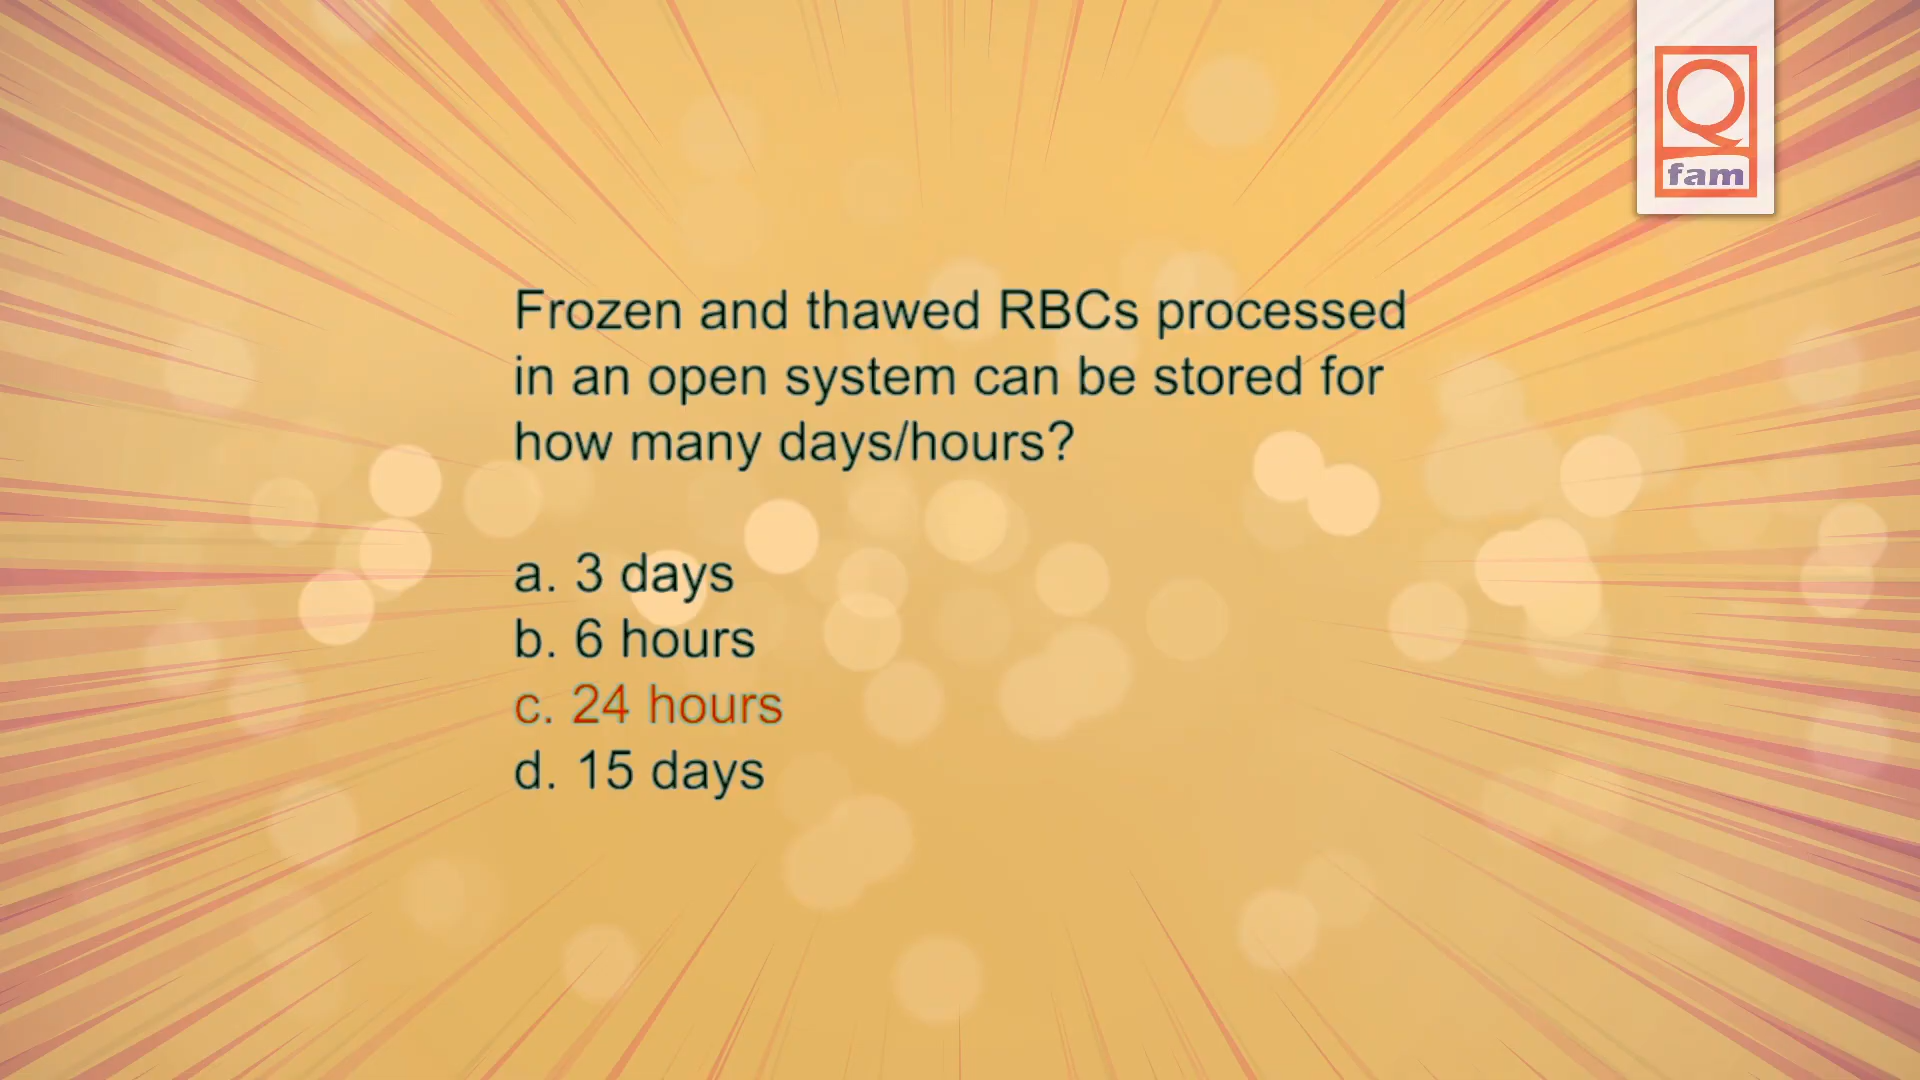 Q
fam
Frozen and thawed RBCs processed
in an open system can be stored for
how many days/hours?
a. 3 days
b. 6 hours
c. 24 hours
d. 15 days